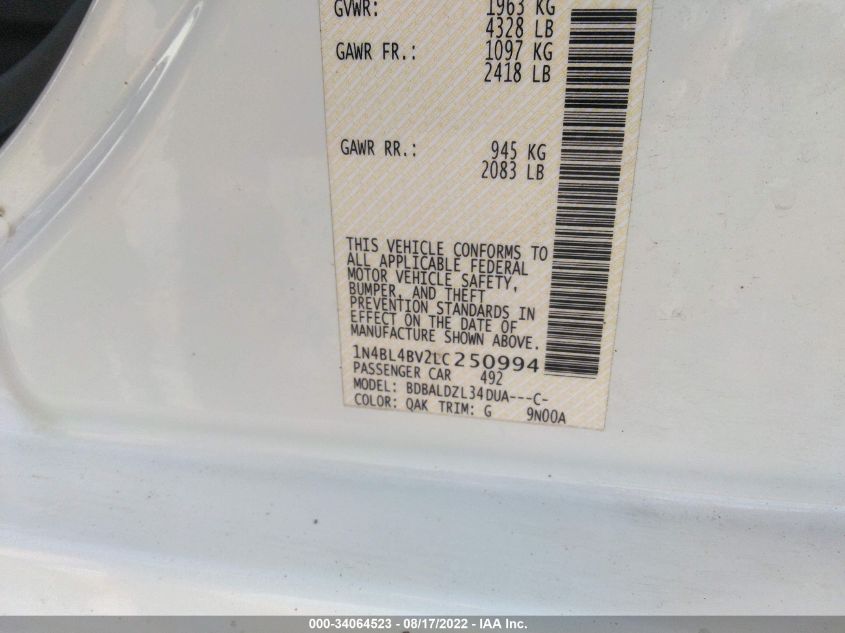 GVWR: 1963 KG
4328 LB
GAWR FR.: 1097 KG
2418 LB
GAWR RR.: 945 KG
2083 LB
THIS VEHICLE CONFORMS TO
ALL APPLICABLE FEDERAL
MOTOR VEHICLE SAFETY,
BUMPER, AND THEFT
PREVENTION STANDARDS IN
EFFECT ON THE DATE OF
MANUFACTURE SHOWN ABOVE.
1N4BL4BV2LC250994
PASSENGER CAR 492
MODEL: BDBALDZL34DUA---C-
COLOR: QAK TRIM: G 9N00A
000-34064523 - 08/17/2022 - IAA Inc.